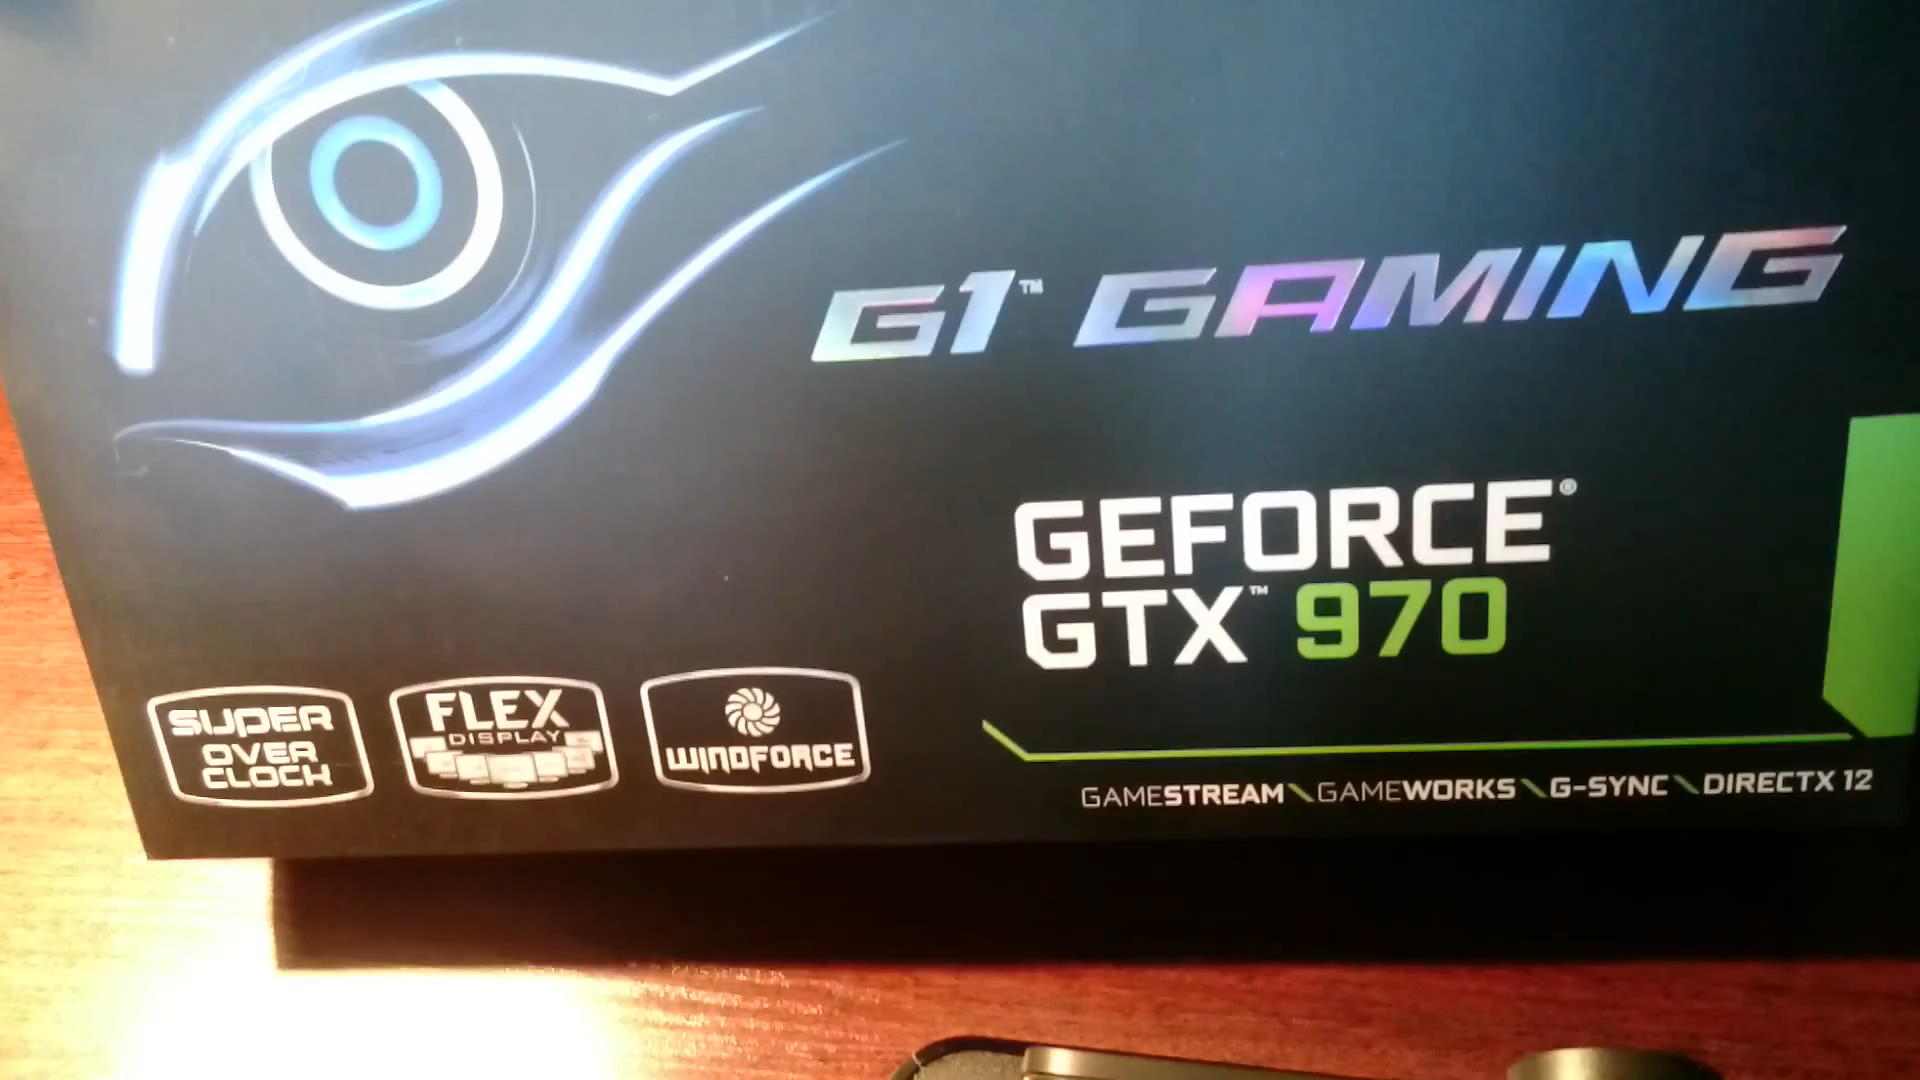 G1™ GAMING
GEFORCE®
GTX™ 970
SUPER
OVER
CLOCK
FLEX
DISPLAY
WINDFORCE
GAMESTREAM\GAMEWORKS\G-SYNC\DIRECTX 12